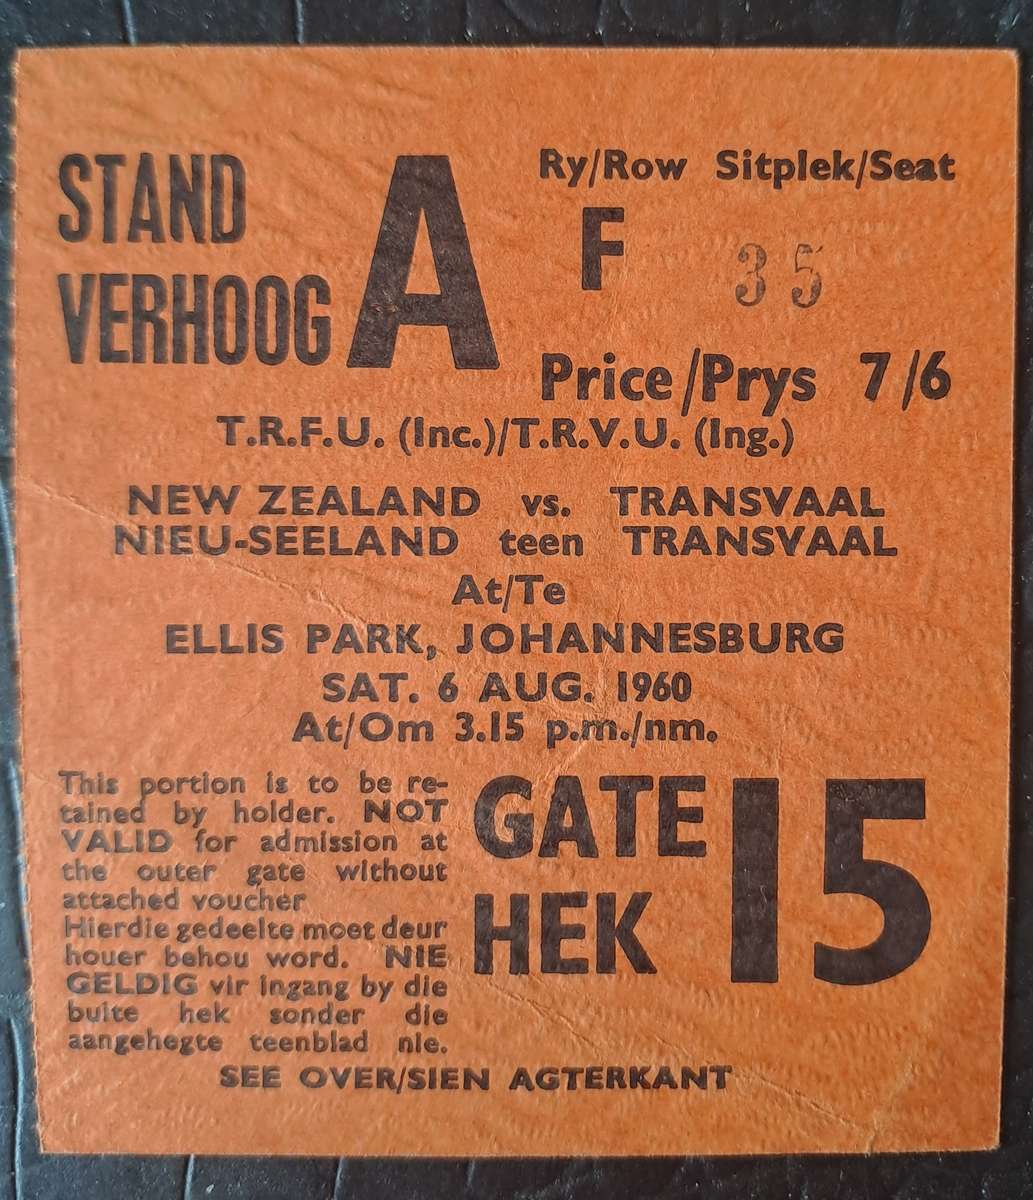 STAND
VERHOOG
A
Ry/Row Sitplek/Seat
F 35
Price/Prys 7/6
T.R.F.U. (Inc.)/T.R.V.U. (Ing.)
NEW ZEALAND vs. TRANSVAAL
NIEU-SEELAND teen TRANSVAAL
At/Te
ELLIS PARK, JOHANNESBURG
SAT. 6 AUG. 1960
At/Om 3.15 p.m./nm.
This portion is to be re-
tained by holder. NOT
VALID for admission at
the outer gate without
attached voucher
Hierdie gedeelte moet deur
houer behou word. NIE
GELDIG vir ingang by die
buite hek sonder die
aangehegte teenblad nie.
GATE
HEK
15
SEE OVER/SIEN AGTERKANT